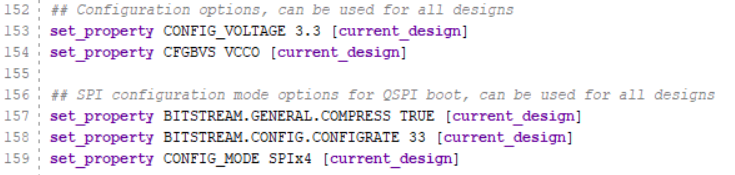 152 ## Configuration options, can be used for all designs
153 set_property CONFIG_VOLTAGE 3.3 [current_design]
154 set_property CFGBVS VCCO [current_design]
155
156 ## SPI configuration mode options for QSPI boot, can be used for all designs
157 set_property BITSTREAM.GENERAL.COMPRESS TRUE [current_design]
158 set_property BITSTREAM.CONFIG.CONFIGRATE 33 [current_design]
159 set_property CONFIG_MODE SPIx4 [current_design]